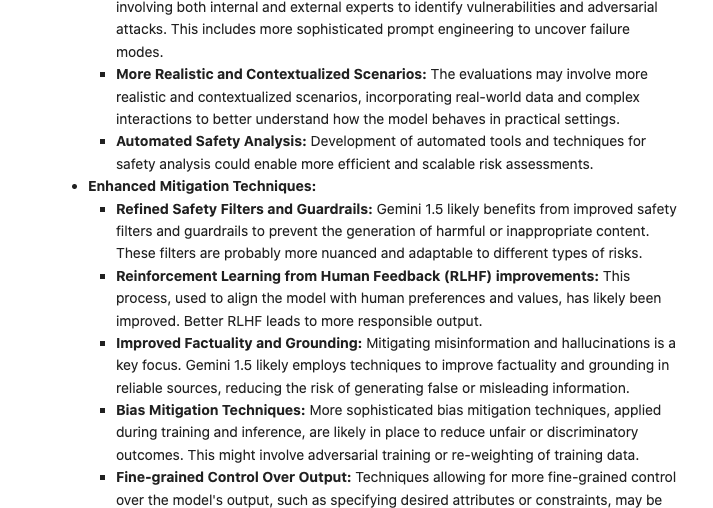 involving both internal and external experts to identify vulnerabilities and adversarial
attacks. This includes more sophisticated prompt engineering to uncover failure
modes.
More Realistic and Contextualized Scenarios: The evaluations may involve more
realistic and contextualized scenarios, incorporating real-world data and complex
interactions to better understand how the model behaves in practical settings.
Automated Safety Analysis: Development of automated tools and techniques for
safety analysis could enable more efficient and scalable risk assessments.
Enhanced Mitigation Techniques:
Refined Safety Filters and Guardrails: Gemini 1.5 likely benefits from improved safety
filters and guardrails to prevent the generation of harmful or inappropriate content.
These filters are probably more nuanced and adaptable to different types of risks.
Reinforcement Learning from Human Feedback (RLHF) improvements: This
process, used to align the model with human preferences and values, has likely been
improved. Better RLHF leads to more responsible output.
Improved Factuality and Grounding: Mitigating misinformation and hallucinations is a
key focus. Gemini 1.5 likely employs techniques to improve factuality and grounding in
reliable sources, reducing the risk of generating false or misleading information.
Bias Mitigation Techniques: More sophisticated bias mitigation techniques, applied
during training and inference, are likely in place to reduce unfair or discriminatory
outcomes. This might involve adversarial training or re-weighting of training data.
Fine-grained Control Over Output: Techniques allowing for more fine-grained control
over the model's output, such as specifying desired attributes or constraints, may be